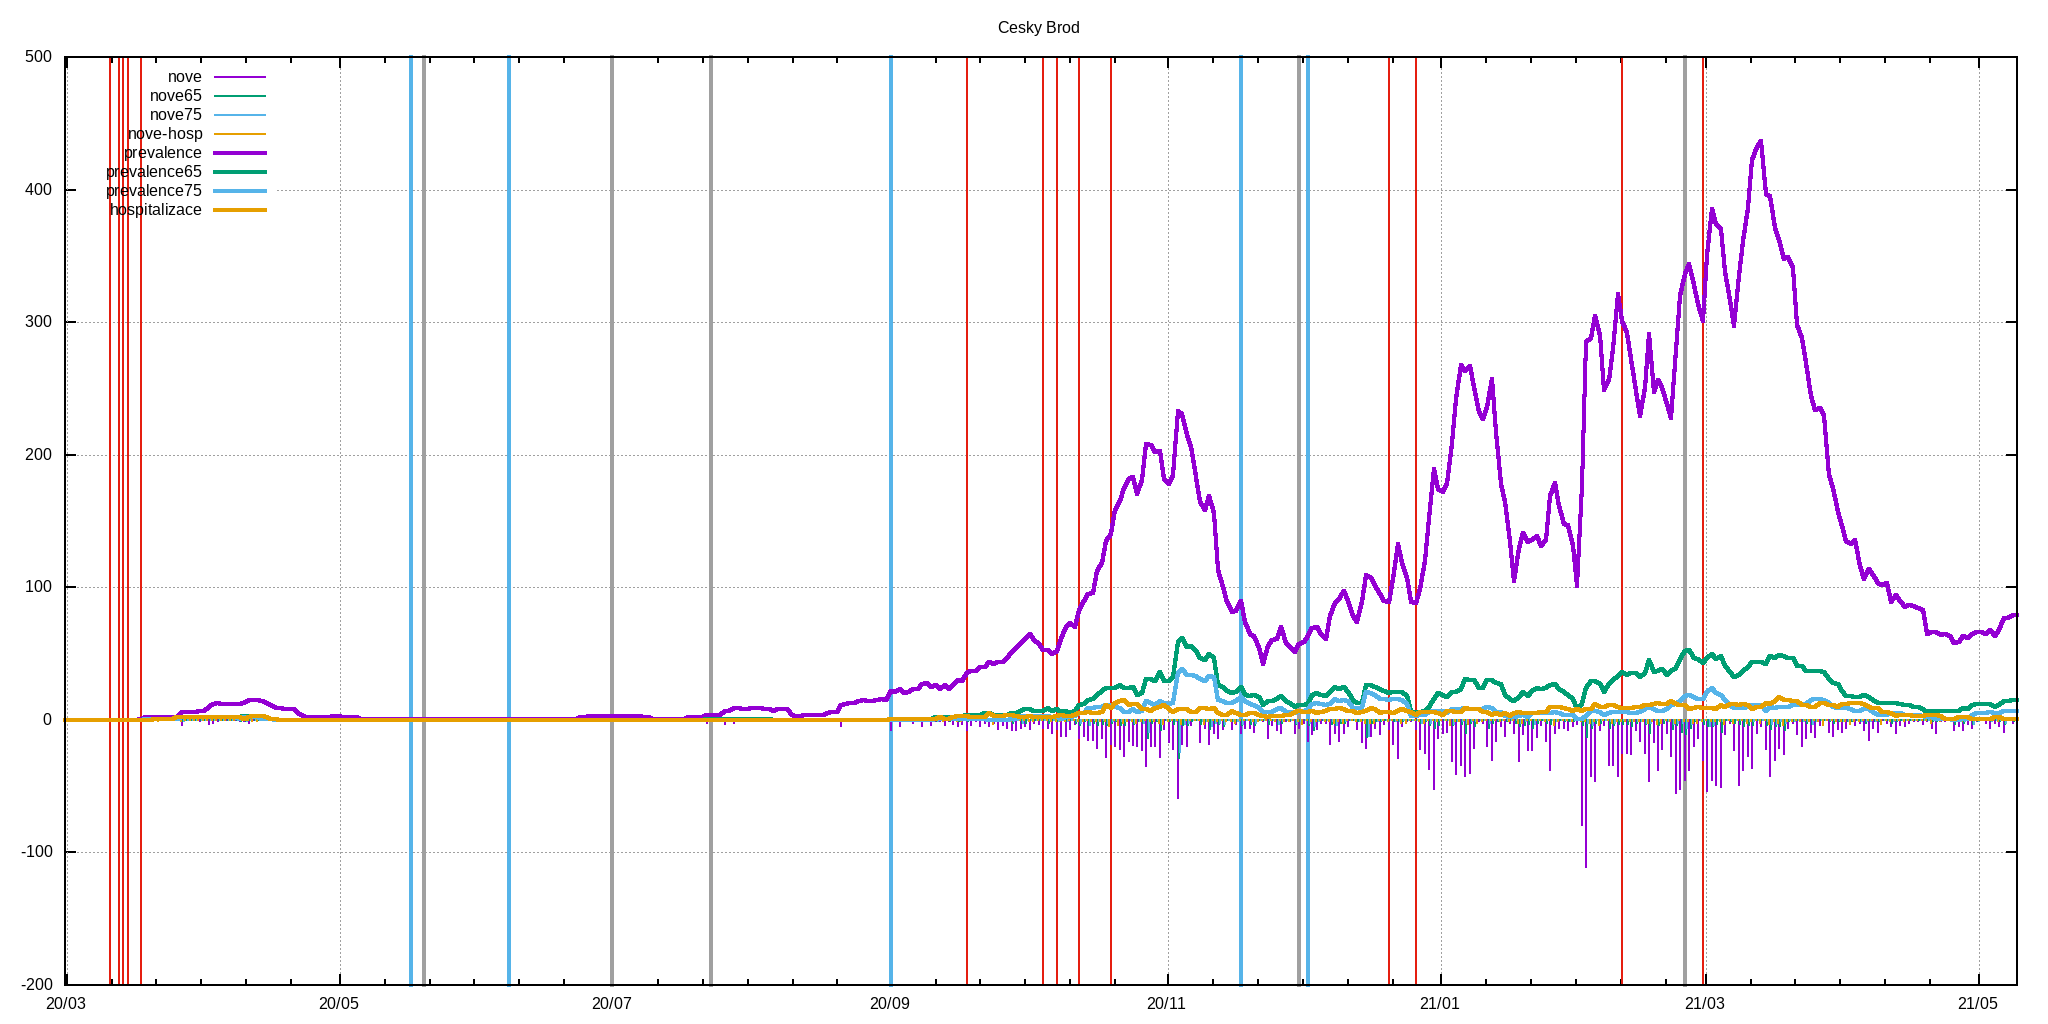 Cesky Brod
500
400
300
200
100
0
-100
-200
nove
nove65
nove75
nove-hosp
prevalence
prevalence65
prevalence75
hospitalizace
20/03 20/05 20/07 20/09 20/11 21/01 21/03 21/05